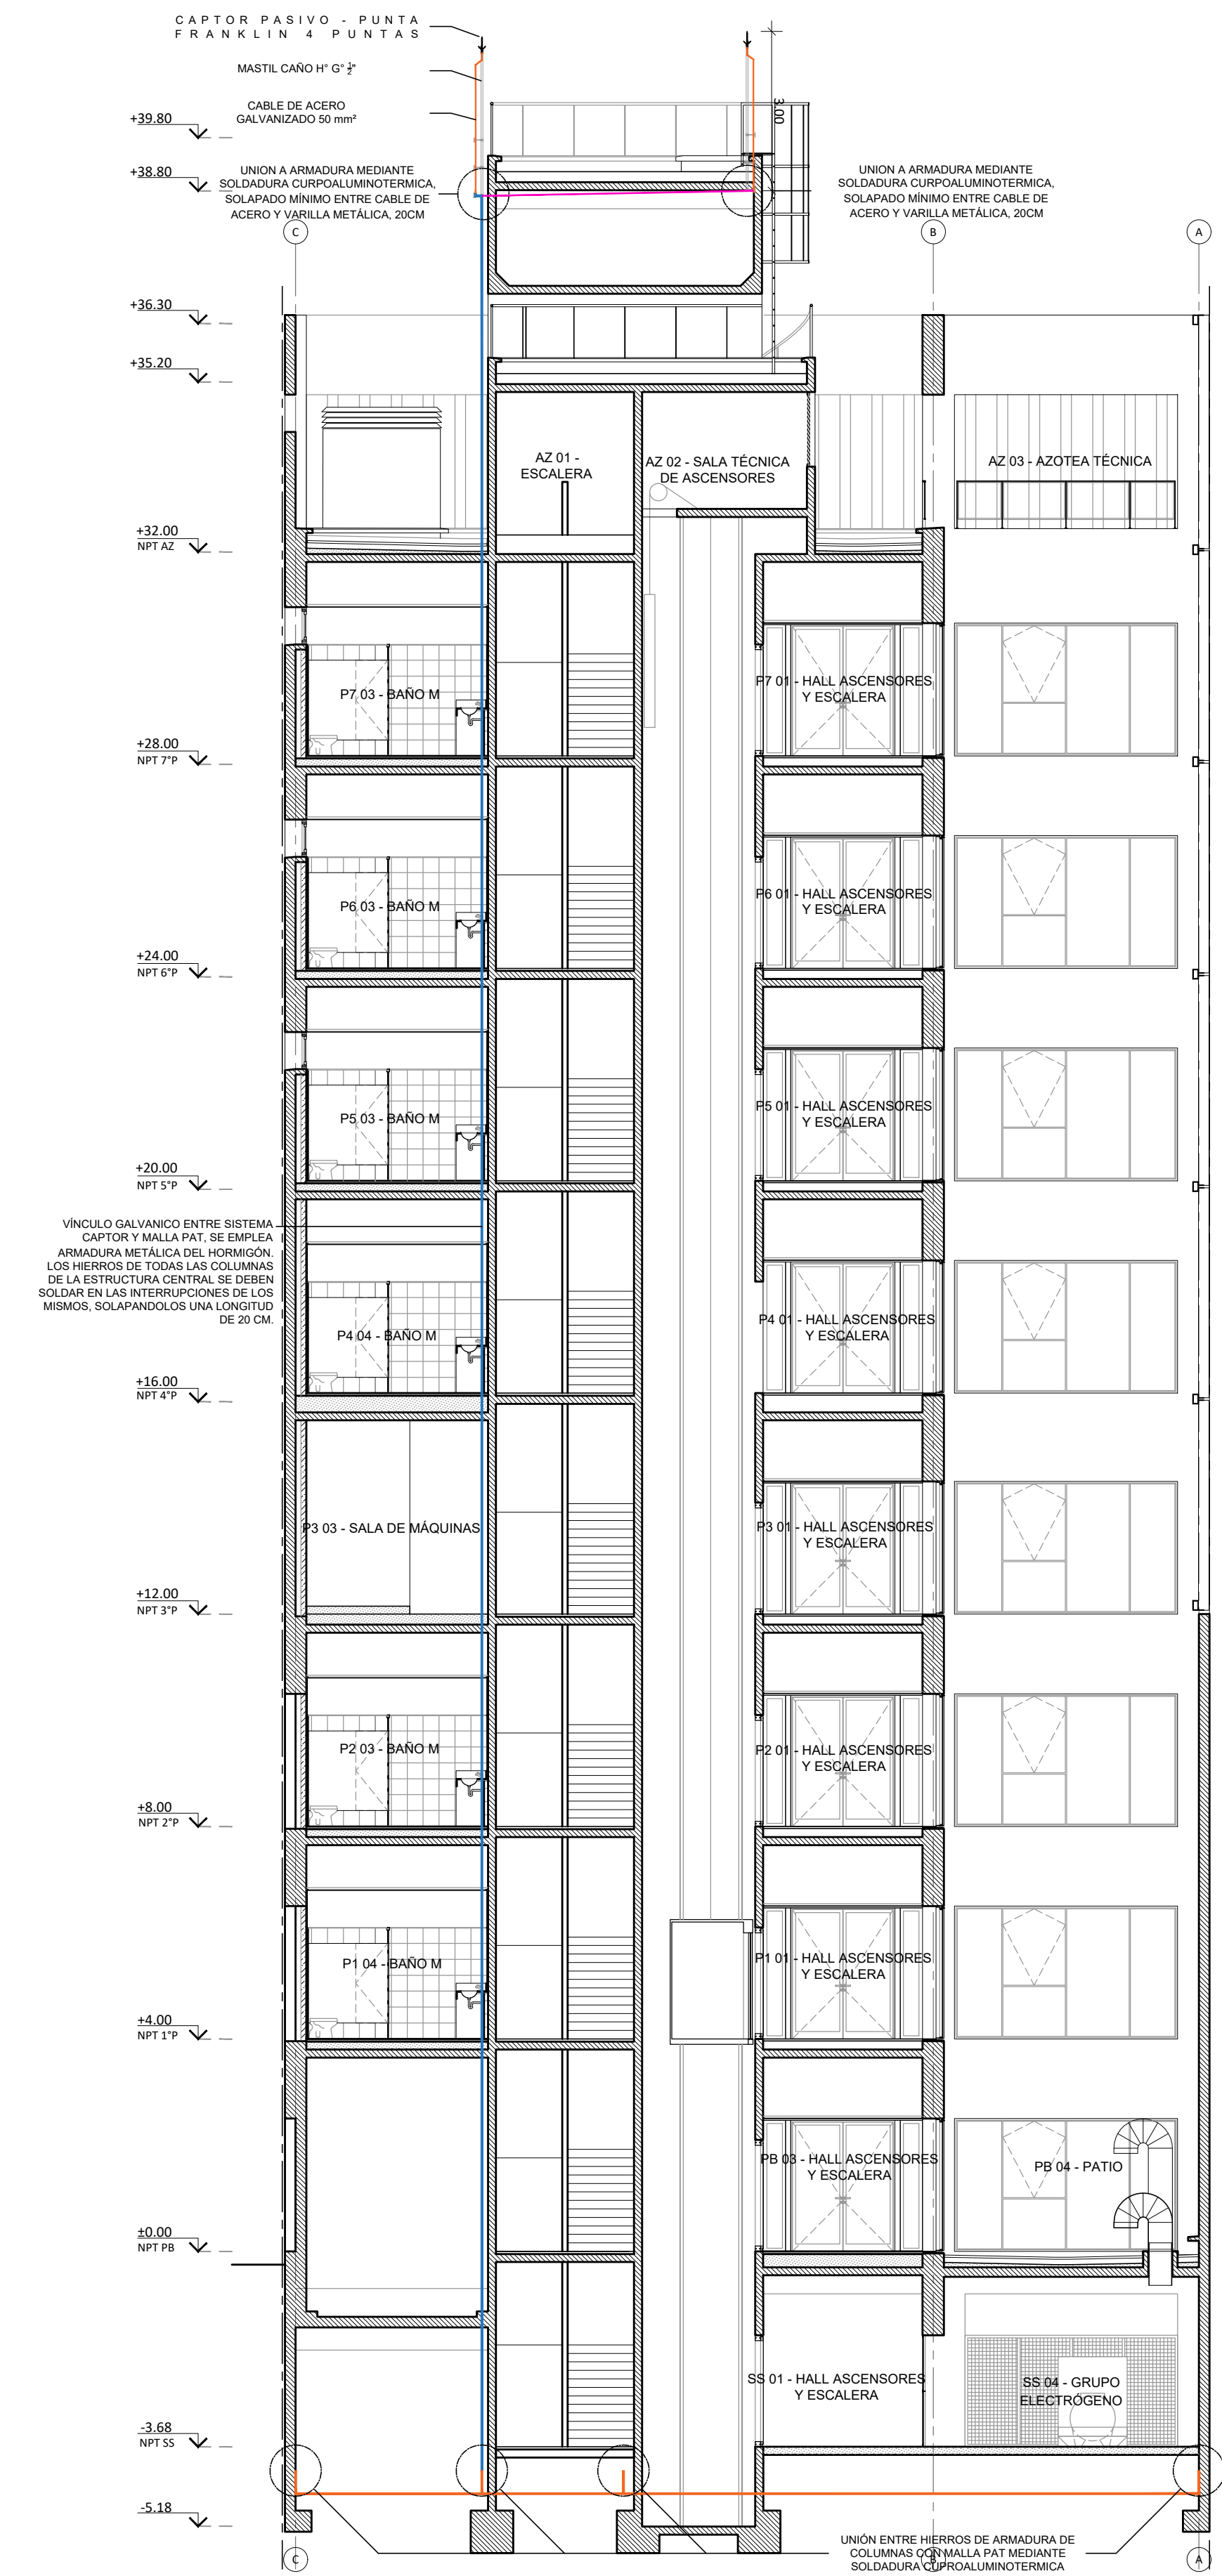 CAPTOR PASIVO - PUNTA
FRANKLIN 4 PUNTAS
MASTIL CAÑO H° G° ½"
CABLE DE ACERO
GALVANIZADO 50 mm²
3.00
+39.80
+38.80
UNION A ARMADURA MEDIANTE
SOLDADURA CURPOALUMINOTERMICA,
SOLAPADO MÍNIMO ENTRE CABLE DE
ACERO Y VARILLA METÁLICA, 20CM
UNION A ARMADURA MEDIANTE
SOLDADURA CURPOALUMINOTERMICA,
SOLAPADO MÍNIMO ENTRE CABLE DE
ACERO Y VARILLA METÁLICA, 20CM
C
B
A
+36.30
+35.20
AZ 01 -
ESCALERA
AZ 02 - SALA TÉCNICA
DE ASCENSORES
AZ 03 - AZOTEA TÉCNICA
+32.00
NPT AZ
P7 03 - BAÑO M
P7 01 - HALL ASCENSORES
Y ESCALERA
+28.00
NPT 7°P
P6 03 - BAÑO M
P6 01 - HALL ASCENSORES
Y ESCALERA
+24.00
NPT 6°P
P5 03 - BAÑO M
P5 01 - HALL ASCENSORES
Y ESCALERA
+20.00
NPT 5°P
VÍNCULO GALVANICO ENTRE SISTEMA
CAPTOR Y MALLA PAT, SE EMPLEA
ARMADURA METÁLICA DEL HORMIGÓN.
LOS HIERROS DE TODAS LAS COLUMNAS
DE LA ESTRUCTURA CENTRAL SE DEBEN
SOLDAR EN LAS INTERRUPCIONES DE LOS
MISMOS, SOLAPANDOLOS UNA LONGITUD
DE 20 CM.
P4 04 - BAÑO M
P4 01 - HALL ASCENSORES
Y ESCALERA
+16.00
NPT 4°P
P3 03 - SALA DE MÁQUINAS
P3 01 - HALL ASCENSORES
Y ESCALERA
+12.00
NPT 3°P
P2 03 - BAÑO M
P2 01 - HALL ASCENSORES
Y ESCALERA
+8.00
NPT 2°P
P1 04 - BAÑO M
P1 01 - HALL ASCENSORES
Y ESCALERA
+4.00
NPT 1°P
PB 03 - HALL ASCENSORES
Y ESCALERA
PB 04 - PATIO
±0.00
NPT PB
SS 01 - HALL ASCENSORES
Y ESCALERA
SS 04 - GRUPO
ELECTRÓGENO
-3.68
NPT SS
-5.18
UNIÓN ENTRE HIERROS DE ARMADURA DE
COLUMNAS CON MALLA PAT MEDIANTE
SOLDADURA CUPROALUMINOTERMICA
C
B
A